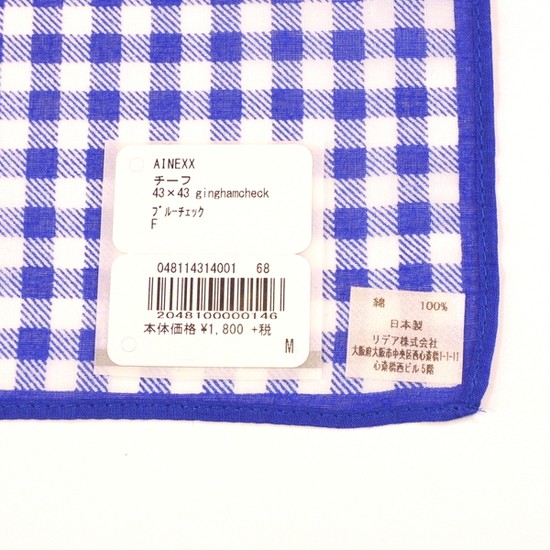 AINEXX
チーフ
43×43 ginghamcheck
ﾌﾞﾙｰﾁｪｯｸ
F
048114314001 68
2048100000146
本体価格 ¥1,800 +税
M
綿 100%
日本製
リデア株式会社
大阪府大阪市中央区西心斎橋1-1-11
心斎橋西ビル5階